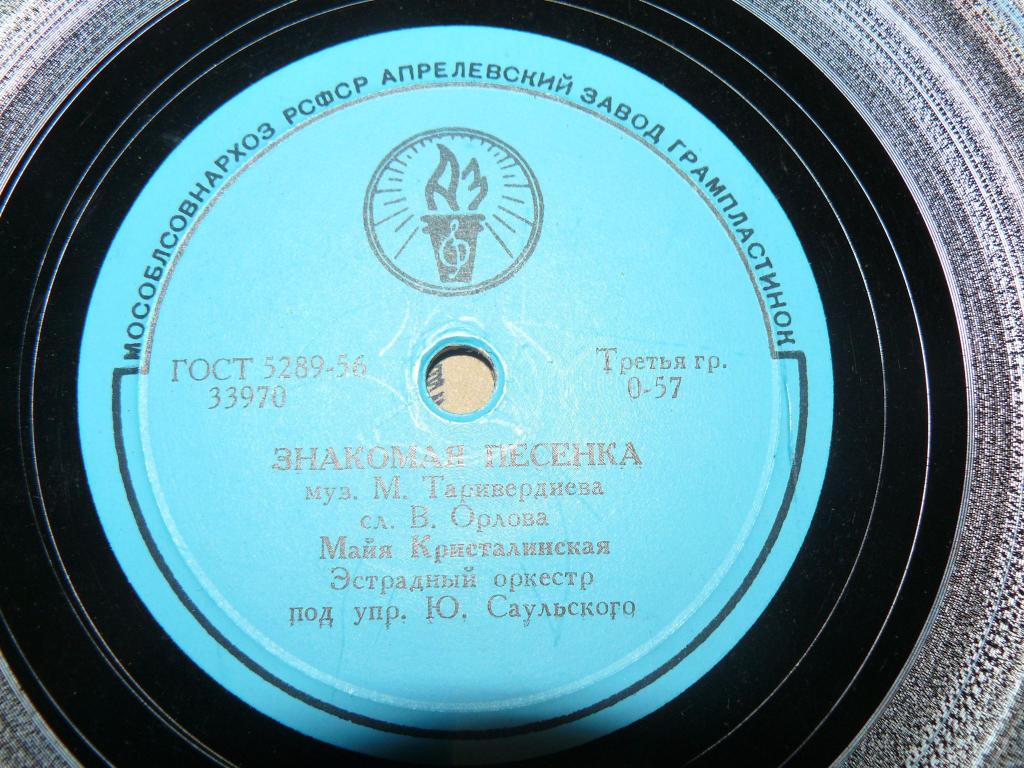 МОСОБЛСОВНАРХОЗ РСФСР АПРЕЛЕВСКИЙ ЗАВОД ГРАМПЛАСТИНОК
АЗ
ГОСТ 5289-56
33970
Третья гр.
0-57
ЗНАКОМАЯ ПЕСЕНКА
муз. М. Таривердиева
сл. В. Орлова
Майя Кристалинская
Эстрадный оркестр
под упр. Ю. Саульского